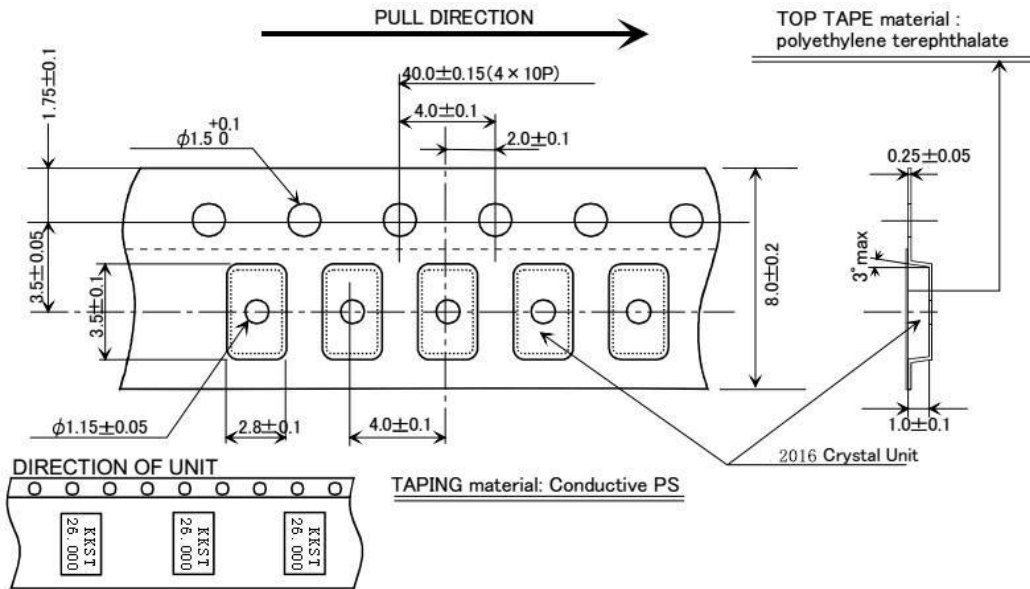 PULL DIRECTION
TOP TAPE material :
polyethylene terephthalate
1.75±0.1
40.0±0.15(4×10P)
4.0±0.1
+0.1
φ1.5 0
2.0±0.1
0.25±0.05
3.5±0.05
3.5±0.1
8.0±0.2
3°max
φ1.15±0.05
2.8±0.1
4.0±0.1
1.0±0.1
2016 Crystal Unit
DIRECTION OF UNIT
TAPING material: Conductive PS
KKST
26.000
KKST
26.000
KKST
26.000